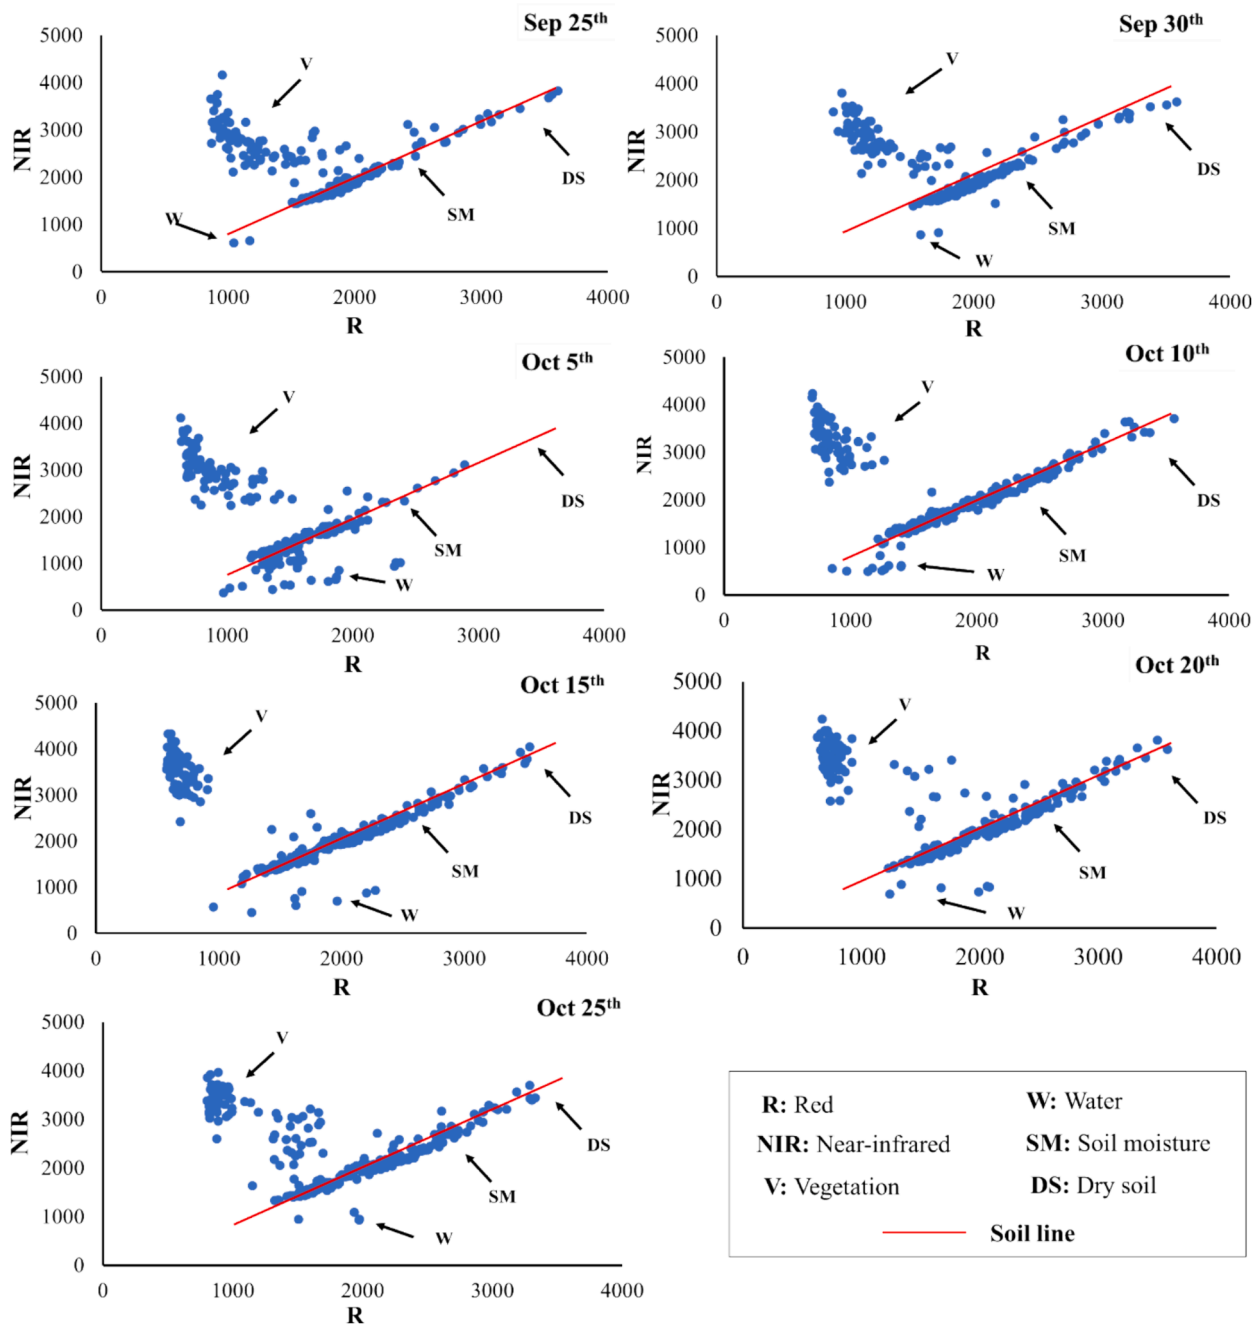 Sep 25th
5000
4000
3000
2000
1000
0
NIR
V
DS
SM
W
0 1000 2000 3000 4000
R
Sep 30th
5000
4000
3000
2000
1000
0
NIR
V
DS
SM
W
0 1000 2000 3000 4000
R
Oct 5th
5000
4000
3000
2000
1000
0
NIR
V
DS
SM
W
0 1000 2000 3000 4000
R
Oct 10th
5000
4000
3000
2000
1000
0
NIR
V
DS
SM
W
0 1000 2000 3000 4000
R
Oct 15th
5000
4000
3000
2000
1000
0
NIR
V
DS
SM
W
0 1000 2000 3000 4000
R
Oct 20th
5000
4000
3000
2000
1000
0
NIR
V
DS
SM
W
0 1000 2000 3000 4000
R
Oct 25th
5000
4000
3000
2000
1000
0
NIR
V
DS
SM
W
0 1000 2000 3000 4000
R
R: Red W: Water
NIR: Near-infrared SM: Soil moisture
V: Vegetation DS: Dry soil
Soil line